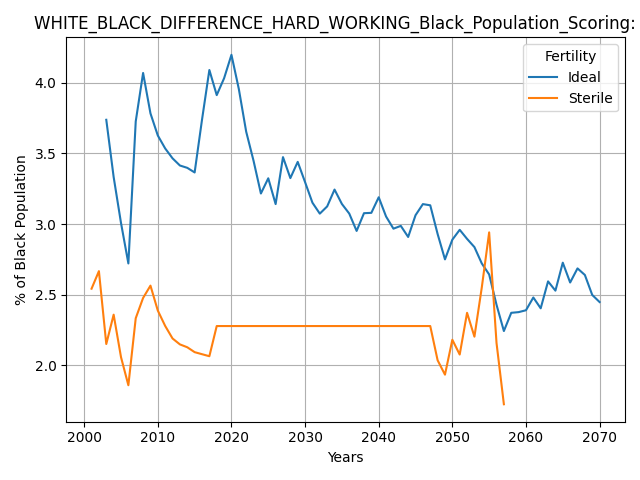 WHITE_BLACK_DIFFERENCE_HARD_WORKING_Black_Population_Scoring:
Fertility
Ideal
Sterile
% of Black Population
4.0
3.5
3.0
2.5
2.0
2000 2010 2020 2030 2040 2050 2060 2070
Years